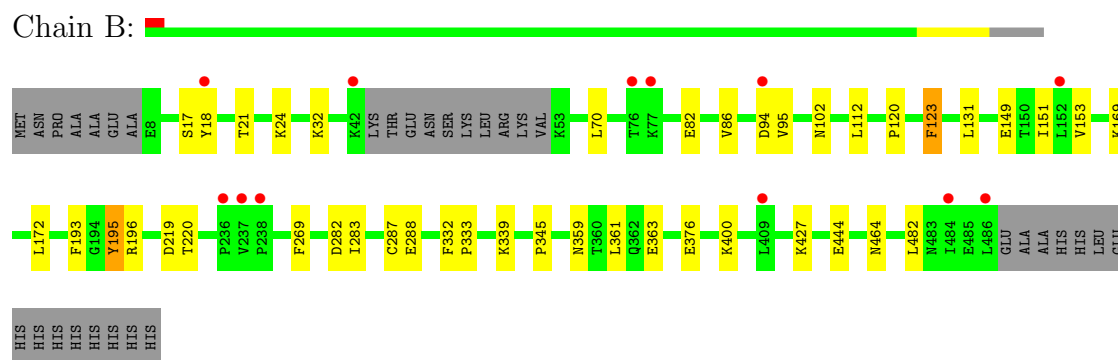 Chain B:
MET ASN PRO ALA ALA GLU ALA E8 S17 Y18 T21 K24 K32 K42 LYS THR GLU ASN SER LYS LEU ARG LYS VAL K53 L70 T76 K77 E82 V86 D94 V95 N102 L112 P120 F123 L131 E149 T150 I151 L152 V153 K169
L172 F193 G194 Y195 R196 D219 T220 P236 V237 P238 F269 D282 I283 C287 E288 F332 P333 K339 P345 N359 T360 L361 Q362 E363 E376 K400 L409 K427 E444 N464 L482 N483 I484 E485 L486 GLU ALA ALA HIS HIS LEU GLU
HIS HIS HIS HIS HIS HIS HIS HIS